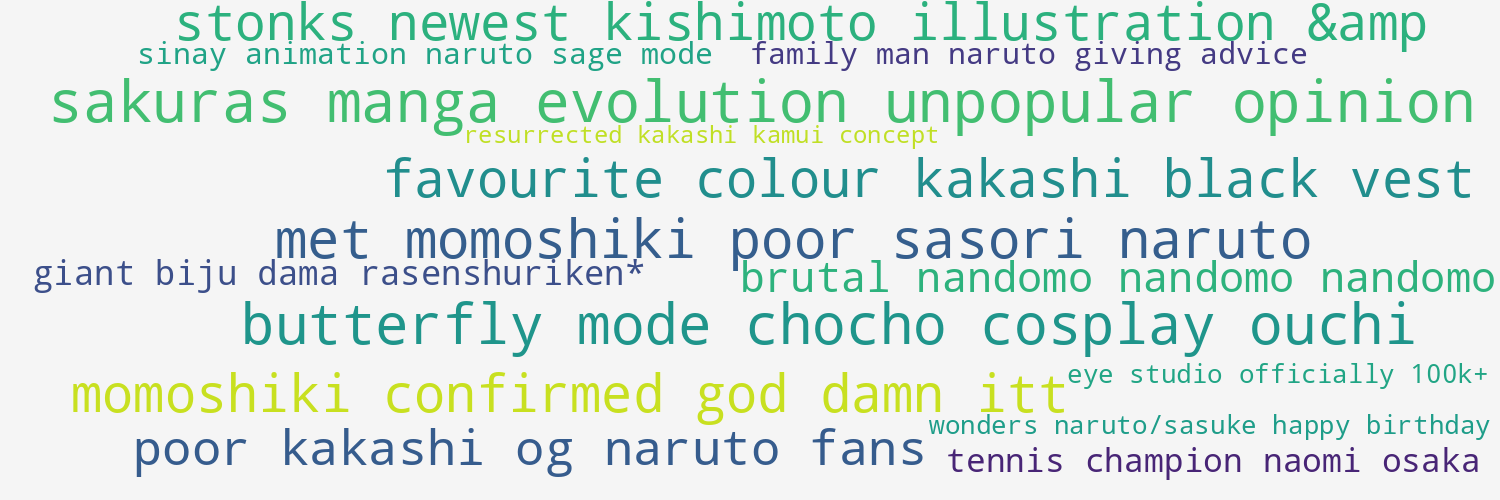 stonks newest kishimoto illustration &amp
sinay animation naruto sage mode
family man naruto giving advice
sakuras manga evolution unpopular opinion
resurrected kakashi kamui concept
favourite colour kakashi black vest
met momoshiki poor sasori naruto
giant biju dama rasenshuriken*
brutal nandomo nandomo nandomo
butterfly mode chocho cosplay ouchi
momoshiki confirmed god damn itt
eye studio officially 100k+
wonders naruto/sasuke happy birthday
poor kakashi og naruto fans
tennis champion naomi osaka